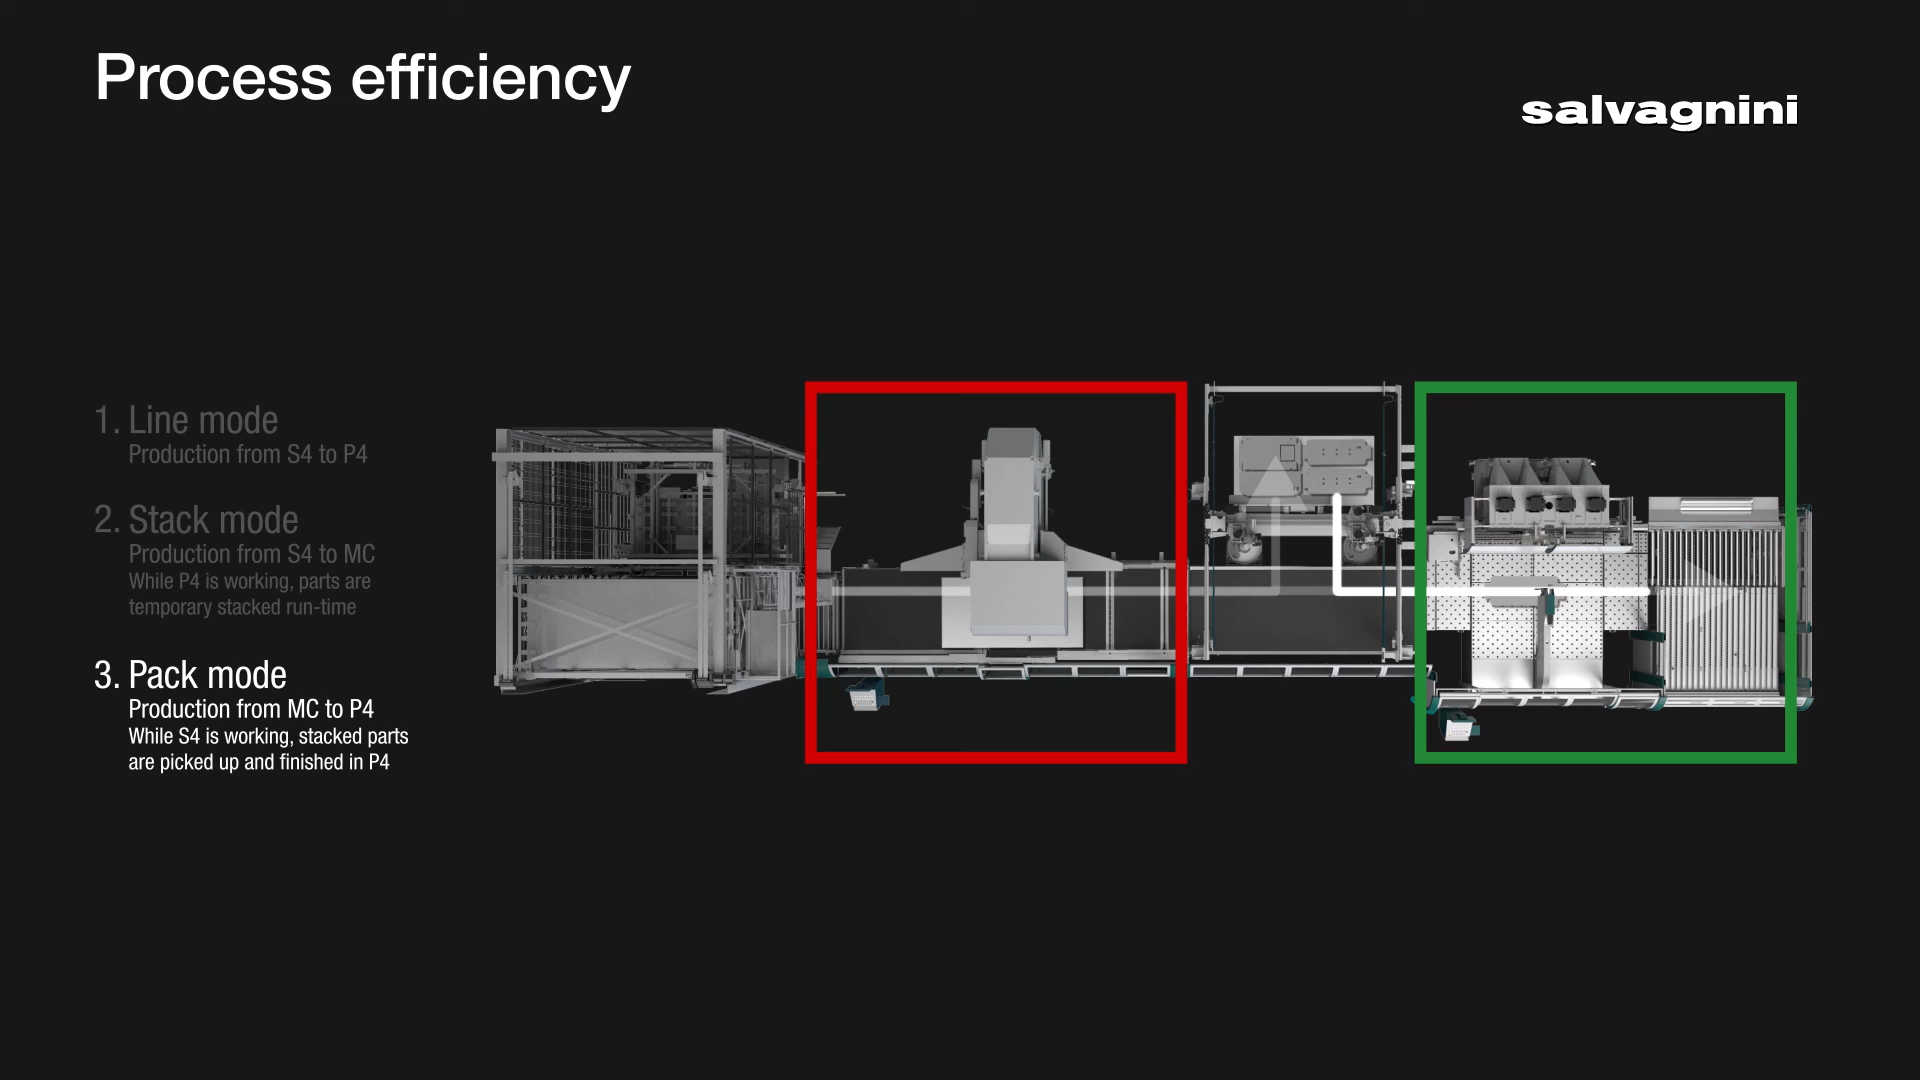 Process efficiency
salvagnini
1. Line mode
Production from S4 to P4
2. Stack mode
Production from S4 to MC
While P4 is working, parts are
temporary stacked run-time
3. Pack mode
Production from MC to P4
While S4 is working, stacked parts
are picked up and finished in P4